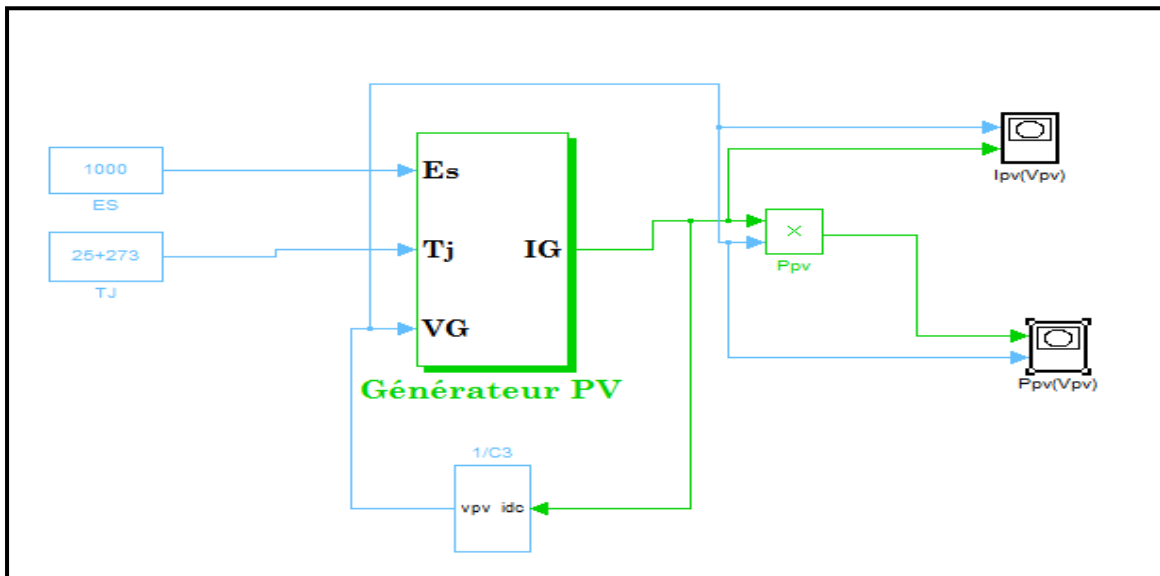 1000
ES
25+273
TJ
Es
Tj
VG
IG
Générateur PV
1/C3
vpv idc
×
Ppv
Ipv(Vpv)
Ppv(Vpv)